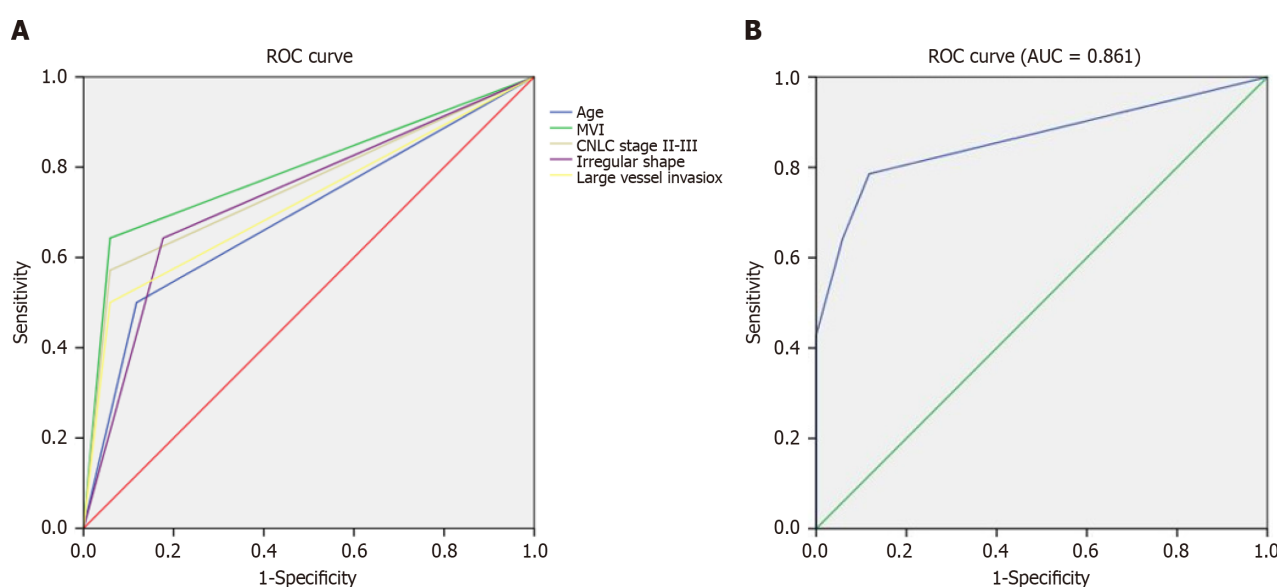 A
ROC curve
1.0
0.8
0.6
0.4
0.2
0.0
Sensitivity
0.0 0.2 0.4 0.6 0.8 1.0
1-Specificity
Age
MVI
CNLC stage II-III
Irregular shape
Large vessel invasiox
B
ROC curve (AUC = 0.861)
1.0
0.8
0.6
0.4
0.2
0.0
Sensitivity
0.0 0.2 0.4 0.6 0.8 1.0
1-Specificity